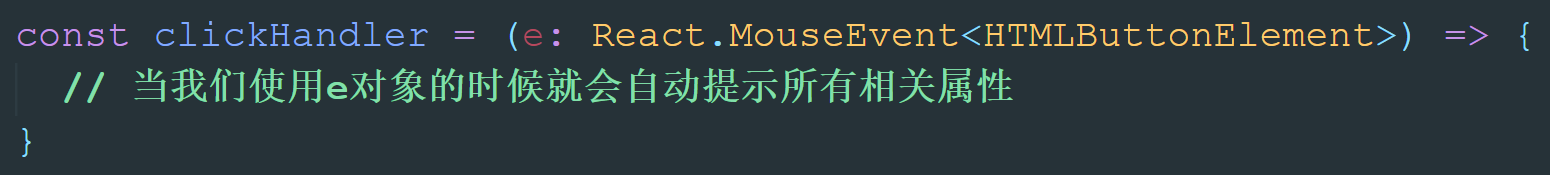 const clickHandler = (e: React.MouseEvent<HTMLButtonElement>) => {
// 当我们使用e对象的时候就会自动提示所有相关属性
}